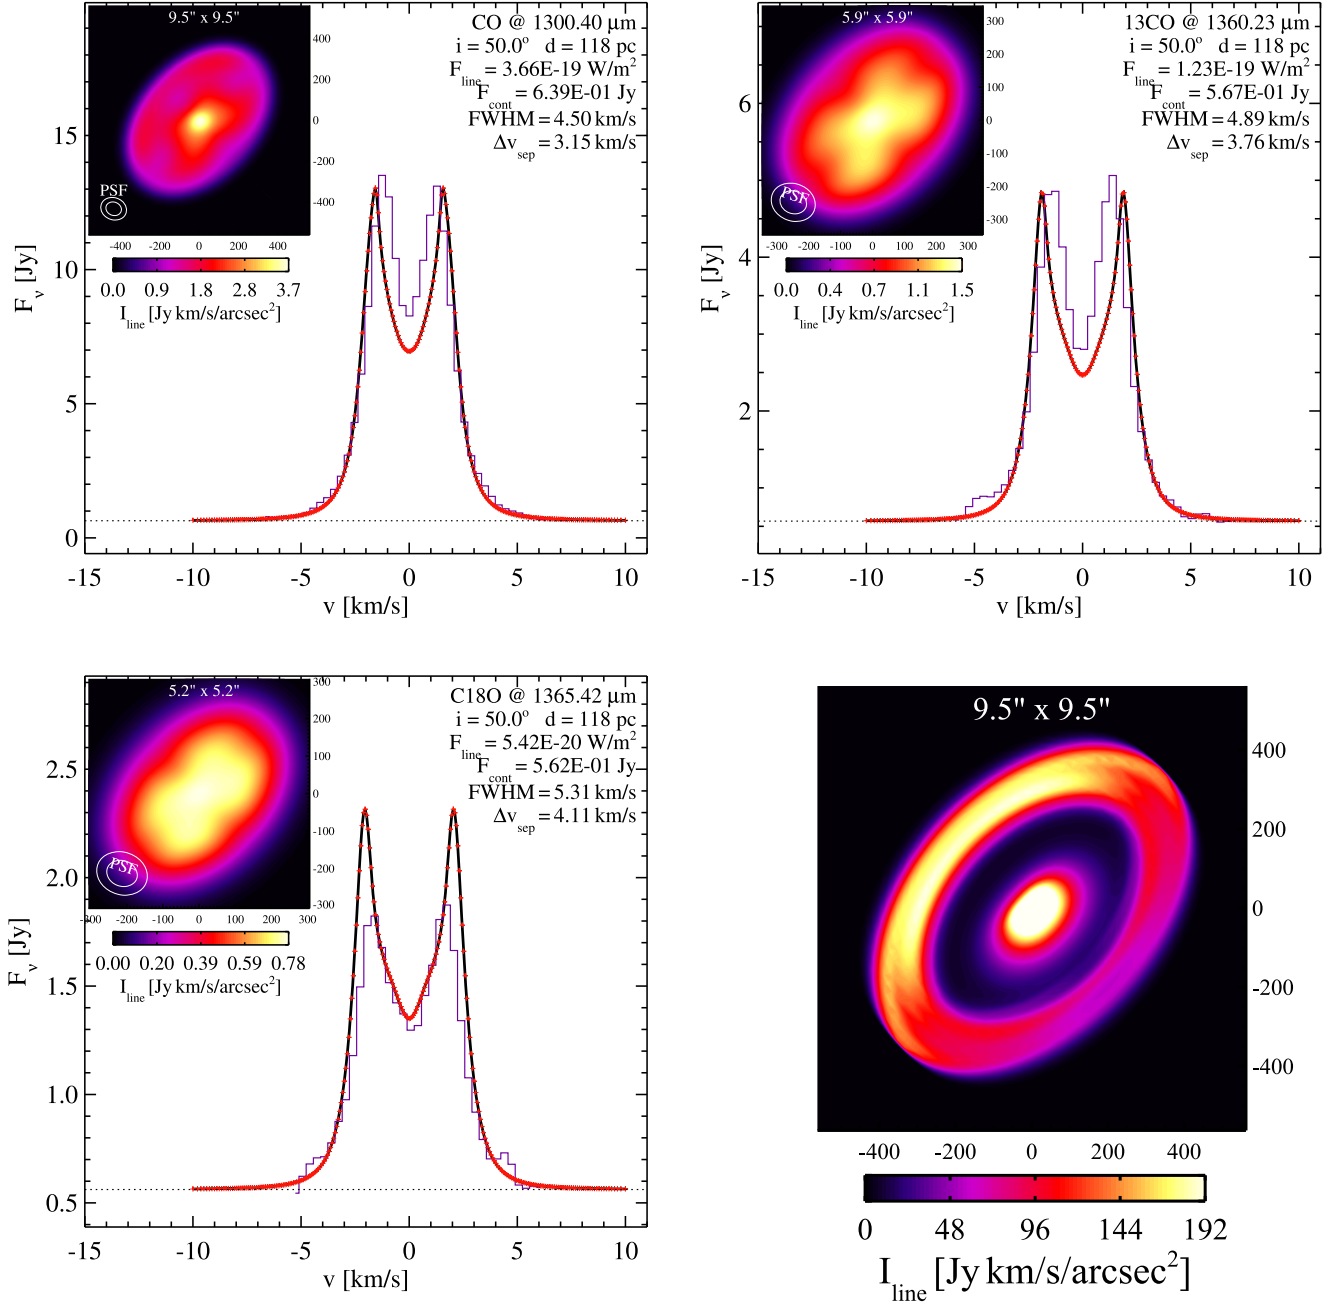 CO @ 1300.40 μm
i = 50.0° d = 118 pc
F_line = 3.66E-19 W/m²
F_cont = 6.39E-01 Jy
FWHM = 4.50 km/s
Δv_sep = 3.15 km/s
9.5" x 9.5"
400
200
0
-200
-400
PSF
-400 -200 0 200 400
0.0 0.9 1.8 2.8 3.7
I_line [Jy km/s/arcsec²]
F_ν [Jy]
15
10
5
0
-15 -10 -5 0 5 10
v [km/s]
13CO @ 1360.23 μm
i = 50.0° d = 118 pc
F_line = 1.23E-19 W/m²
F_cont = 5.67E-01 Jy
FWHM = 4.89 km/s
Δv_sep = 3.76 km/s
5.9" x 5.9"
300
200
100
0
-100
-200
-300
PSF
-300 -200 -100 0 100 200 300
0.0 0.4 0.7 1.1 1.5
I_line [Jy km/s/arcsec²]
F_ν [Jy]
6
4
2
-15 -10 -5 0 5 10
v [km/s]
C18O @ 1365.42 μm
i = 50.0° d = 118 pc
F_line = 5.42E-20 W/m²
F_cont = 5.62E-01 Jy
FWHM = 5.31 km/s
Δv_sep = 4.11 km/s
5.2" x 5.2"
300
200
100
0
-100
-200
-300
PSF
-300 -200 -100 0 100 200 300
0.00 0.20 0.39 0.59 0.78
I_line [Jy km/s/arcsec²]
F_ν [Jy]
2.5
2.0
1.5
1.0
0.5
-15 -10 -5 0 5 10
v [km/s]
9.5" x 9.5"
400
200
0
-200
-400
-400 -200 0 200 400
0 48 96 144 192
I_line [Jy km/s/arcsec²]